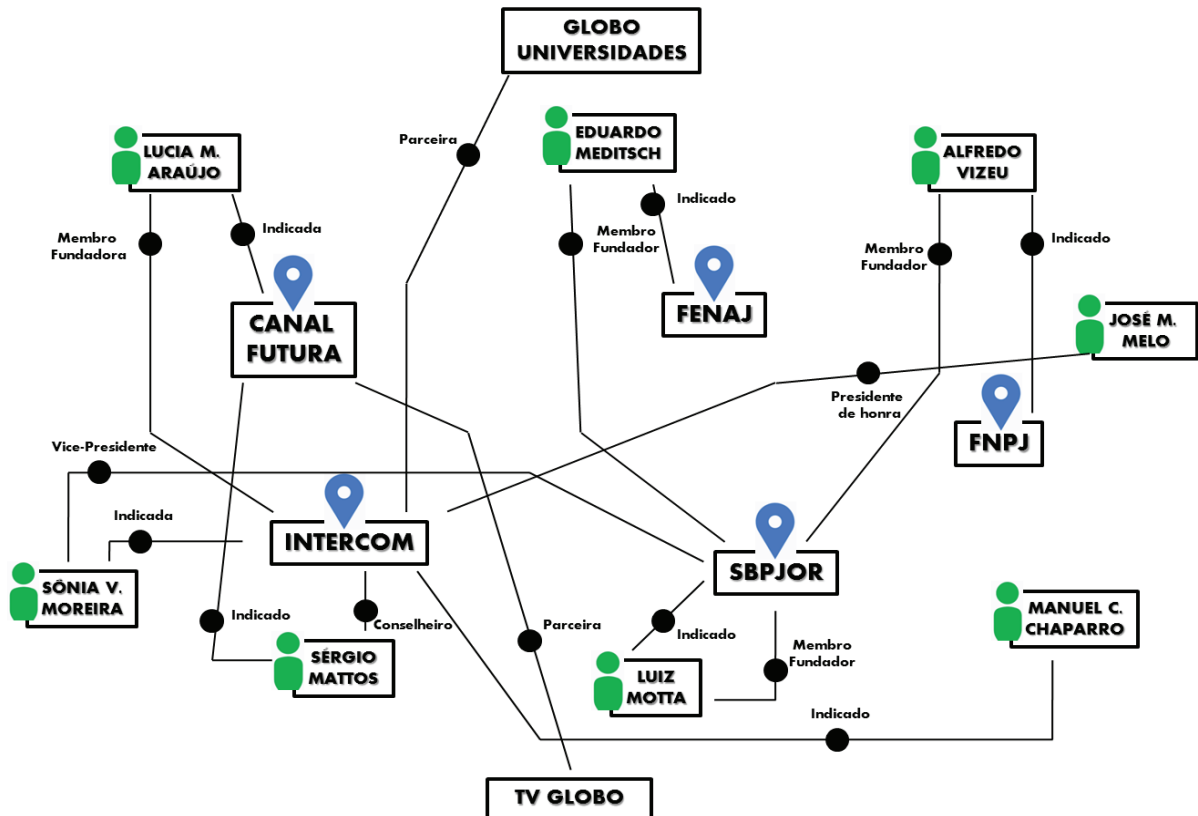 GLOBO
UNIVERSIDADES
Parceira
LUCIA M.
ARAÚJO
EDUARDO
MEDITSCH
ALFREDO
VIZEU
Membro
Fundadora
Indicada
Membro
Fundador
Indicado
Membro
Fundador
Indicado
CANAL
FUTURA
FENAJ
JOSÉ M.
MELO
Presidente
de honra
FNPJ
Vice-Presidente
Indicada
INTERCOM
SBPJOR
SÔNIA V.
MOREIRA
Indicado
Conselheiro
Parceira
Indicado
Membro
Fundador
MANUEL C.
CHAPARRO
SÉRGIO
MATTOS
LUIZ
MOTTA
Indicado
TV GLOBO